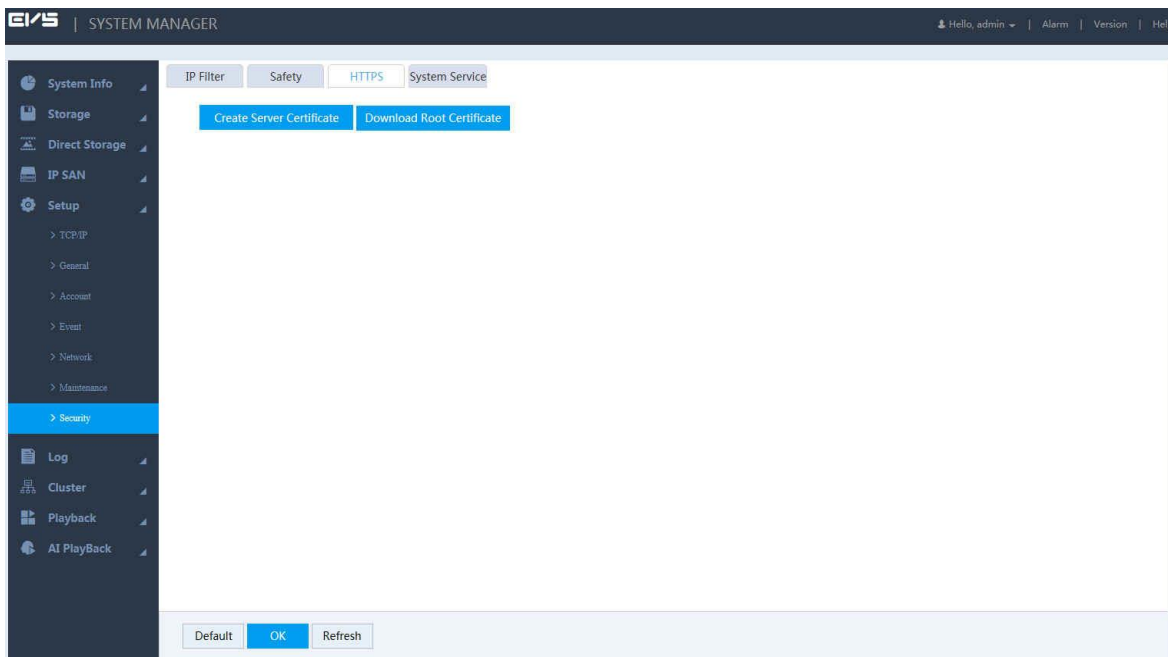 EVS | SYSTEM MANAGER
Hello, admin | Alarm | Version | Hel
System Info
Storage
Direct Storage
IP SAN
Setup
> TCP/IP
> General
> Account
> Event
> Network
> Maintenance
> Security
Log
Cluster
Playback
AI PlayBack
IP Filter Safety HTTPS System Service
Create Server Certificate Download Root Certificate
Default OK Refresh